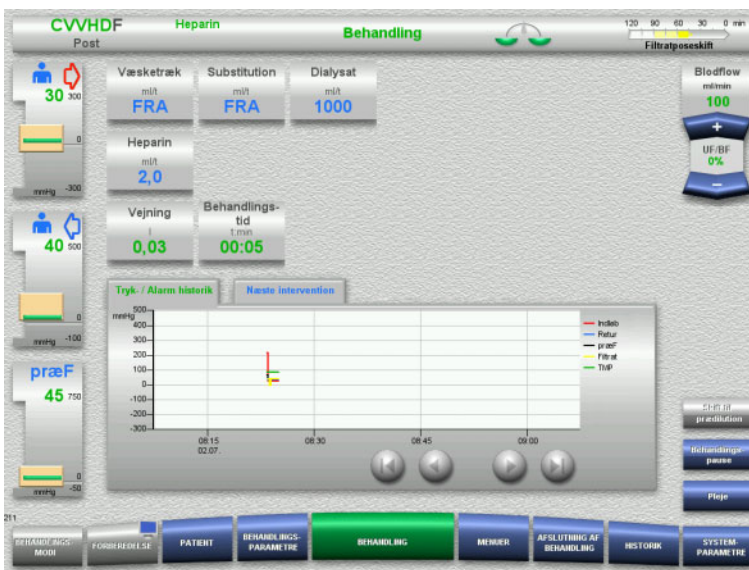 CVVHDF
Post
Heparin
Behandling
120 90 60 30 0 min
Filtratposeskift
30
300
0
mmHg
-300
Væsketræk
ml/t
FRA
Substitution
ml/t
FRA
Dialysat
ml/t
1000
Blodflow
ml/min
100
+
UF/BF
0%
–
Heparin
ml/t
2,0
Vejning
l
0,03
Behandlings-
tid
t:min
00:05
40
500
0
mmHg
-100
præF
45
750
0
mmHg
-50
Tryk- / Alarm historik
Næste intervention
mmHg
500
400
300
200
100
0
-100
-200
-300
08:15
02.07.
08:30
08:45
09:00
Indløb
Retur
præF
Filtrat
TMP
Skift til
prædilution
Behandlings-
pause
Pleje
211
BEHANDLINGS-
MODI
FORBEREDELSE
PATIENT
BEHANDLINGS-
PARAMETRE
BEHANDLING
MENUER
AFSLUTNING AF
BEHANDLING
HISTORIK
SYSTEM-
PARAMETRE